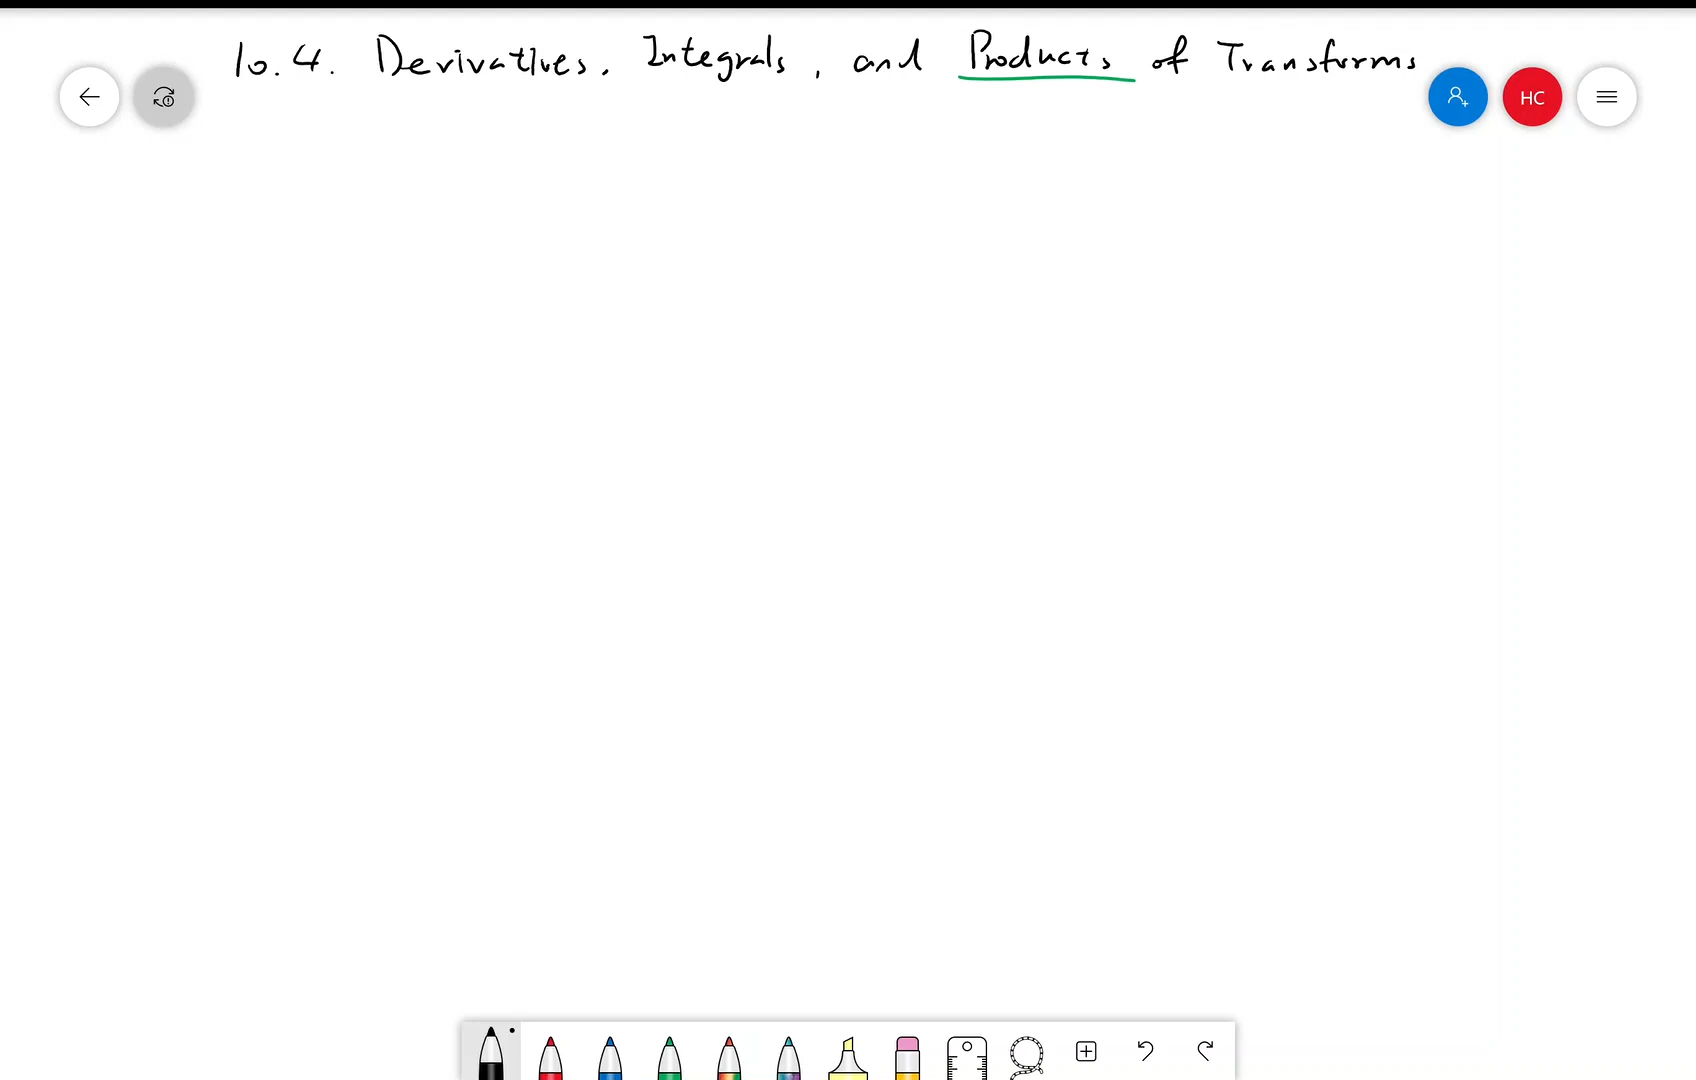 10.4. Derivatives, Integrals, and Products of Transforms
HC